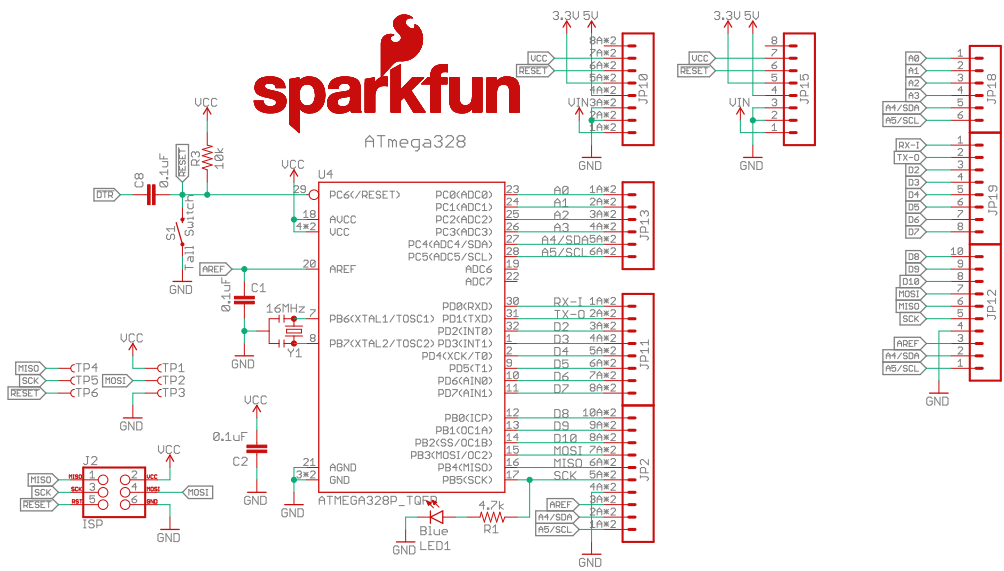 sparkfun
ATmega328
3.3V 5V
8A*2
VCC 7A*2
RESET 6A*2
5A*2
4A*2
VIN 3A*2
2A*2
1A*2
JP10
GND
3.3V 5V
8
VCC 7
RESET 6
5
4
VIN 3
2
1
JP15
GND
A0 1
A1 2
A2 3
A3 4
A4/SDA 5
A5/SCL 6
JP18
RX-I 1
TX-O 2
D2 3
D3 4
D4 5
D5 6
D6 7
D7 8
JP19
D8 10
D9 9
D10 8
MOSI 7
MISO 6
SCK 5
4
AREF 3
A4/SDA 2
A5/SCL 1
JP12
GND
VCC
R3
10k
RESET
DTR
C8
0.1uF
S1
Tall Switch
GND
VCC
U4
29 PC6(/RESET)
18 AVCC
4*2 VCC
20 AREF
7 PB6(XTAL1/TOSC1)
8 PB7(XTAL2/TOSC2)
21 AGND
3*2 GND
GND
ATMEGA328P_TQFP
AREF
0.1uF
C1
16MHz
Y1
GND
PC0(ADC0) 23 A0 1A*2
PC1(ADC1) 24 A1 2A*2
PC2(ADC2) 25 A2 3A*2
PC3(ADC3) 26 A3 4A*2
PC4(ADC4/SDA) 27 A4/SDA 5A*2
PC5(ADC5/SCL) 28 A5/SCL 6A*2
ADC6 19
ADC7 22
JP13
PD0(RXD) 30 RX-I 1A*2
PD1(TXD) 31 TX-O 2A*2
PD2(INT0) 32 D2 3A*2
PD3(INT1) 1 D3 4A*2
PD4(XCK/T0) 2 D4 5A*2
PD5(T1) 9 D5 6A*2
PD6(AIN0) 10 D6 7A*2
PD7(AIN1) 11 D7 8A*2
JP11
PB0(ICP) 12 D8 10A*2
PB1(OC1A) 13 D9 9A*2
PB2(SS/OC1B) 14 D10 8A*2
PB3(MOSI/OC2) 15 MOSI 7A*2
PB4(MISO) 16 MISO 6A*2
PB5(SCK) 17 SCK 5A*2
4A*2
AREF 3A*2
A4/SDA 2A*2
A5/SCL 1A*2
JP2
GND
4.7k
R1
Blue
LED1
GND
VCC
MISO TP4
SCK TP5
RESET TP6
TP1
MOSI TP2
TP3
GND
VCC
0.1uF
C2
GND
J2
VCC
MISO MISO 1 2 VCC
SCK SCK 3 4 MOSI MOSI
RESET RST 5 6 GND
ISP
GND